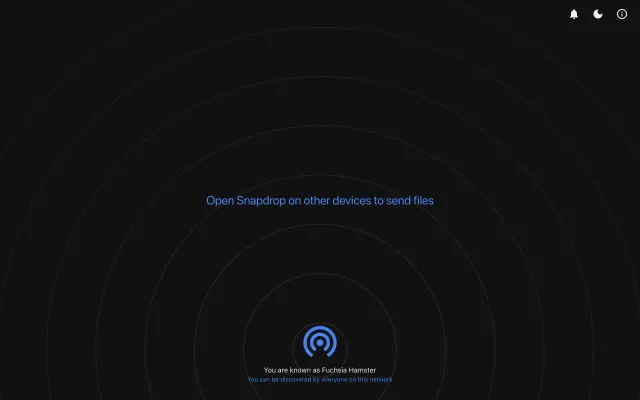 Open Snapdrop on other devices to send files
You are known as Fuchsia Hamster
You can be discovered by everyone on this network